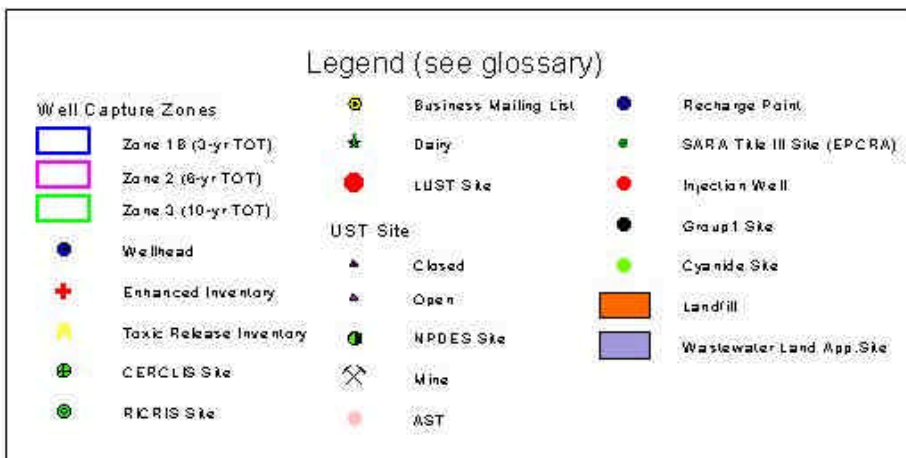 Legend (see glossary)
Well Capture Zones
Zone 1B (3-yr TOT)
Zone 2 (6-yr TOT)
Zone 3 (10-yr TOT)
Wellhead
Enhanced Inventory
Toxic Release Inventory
CERCLIS Site
RICRIS Site
Business Mailing List
Dairy
LUST Site
UST Site
Closed
Open
NPDES Site
Mine
AST
Recharge Point
SARA Title III Site (EPCRA)
Injection Well
Group1 Site
Cyanide Site
Landfill
Wastewater Land App.Site